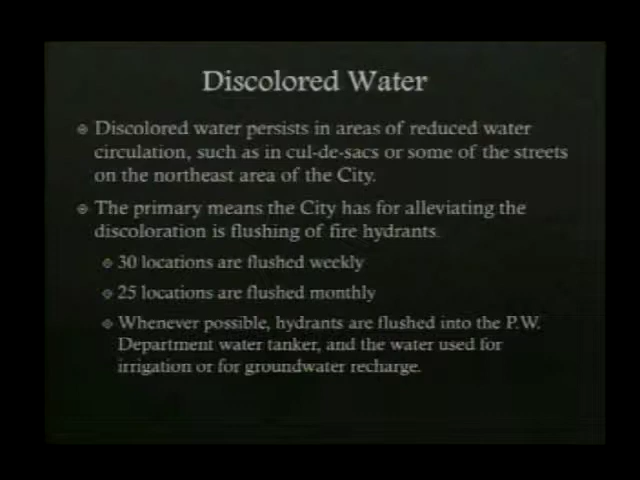 Discolored Water
Discolored water persists in areas of reduced water
circulation, such as in cul-de-sacs or some of the streets
on the northeast area of the City.
The primary means the City has for alleviating the
discoloration is flushing of fire hydrants.
30 locations are flushed weekly
25 locations are flushed monthly
Whenever possible, hydrants are flushed into the P.W.
Department water tanker, and the water used for
irrigation or for groundwater recharge.